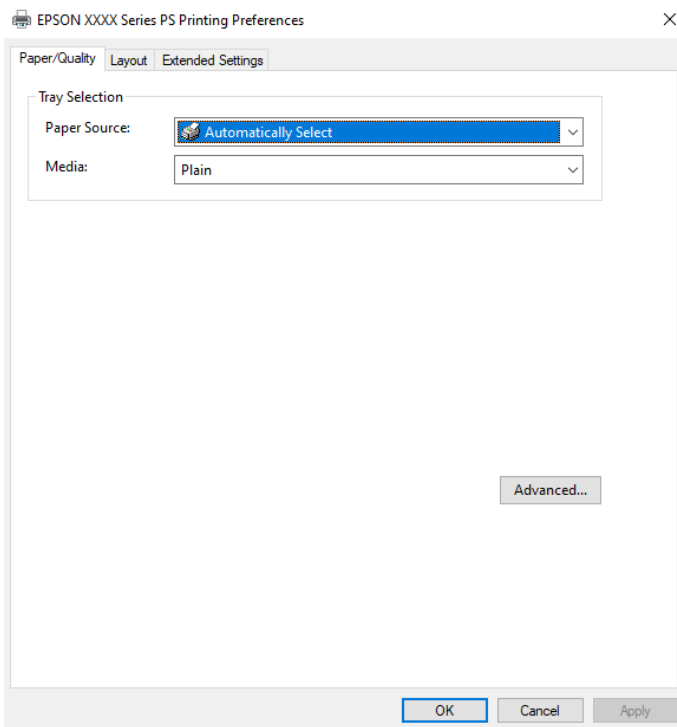 EPSON XXXX Series PS Printing Preferences
Paper/Quality Layout Extended Settings
Tray Selection
Paper Source: Automatically Select
Media: Plain
Advanced...
OK Cancel Apply